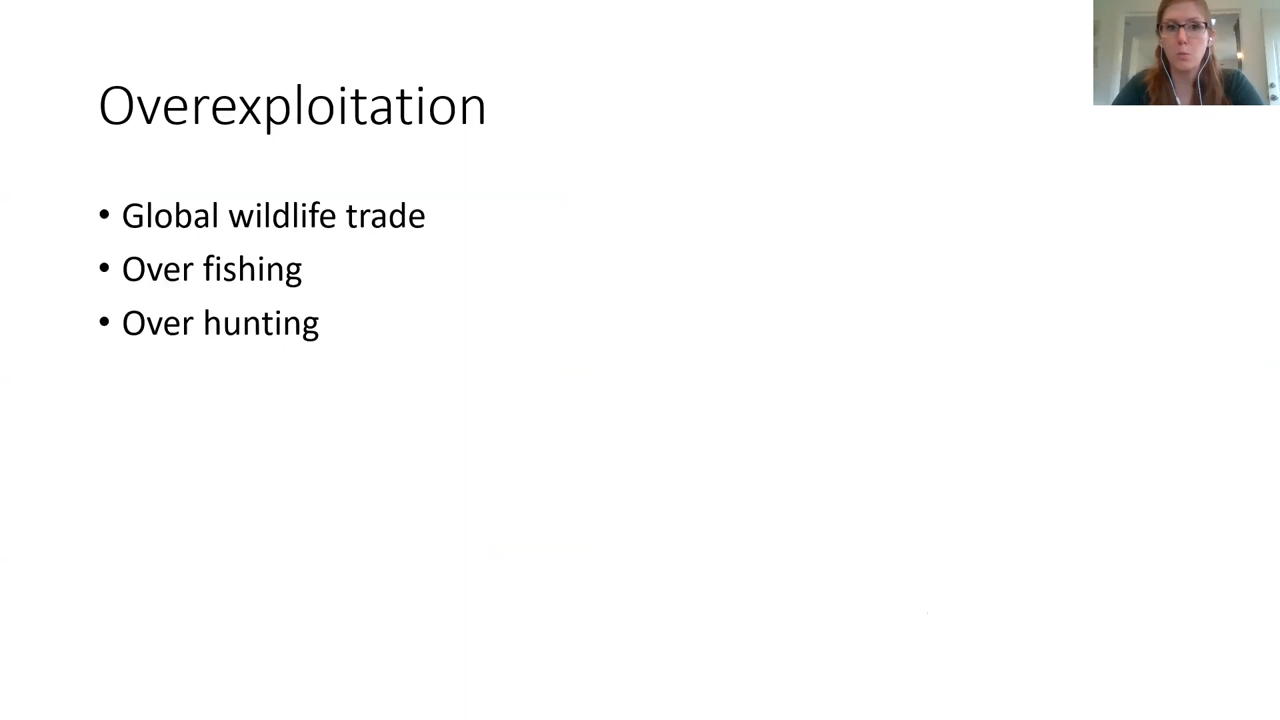 Overexploitation
• Global wildlife trade
• Over fishing
• Over hunting